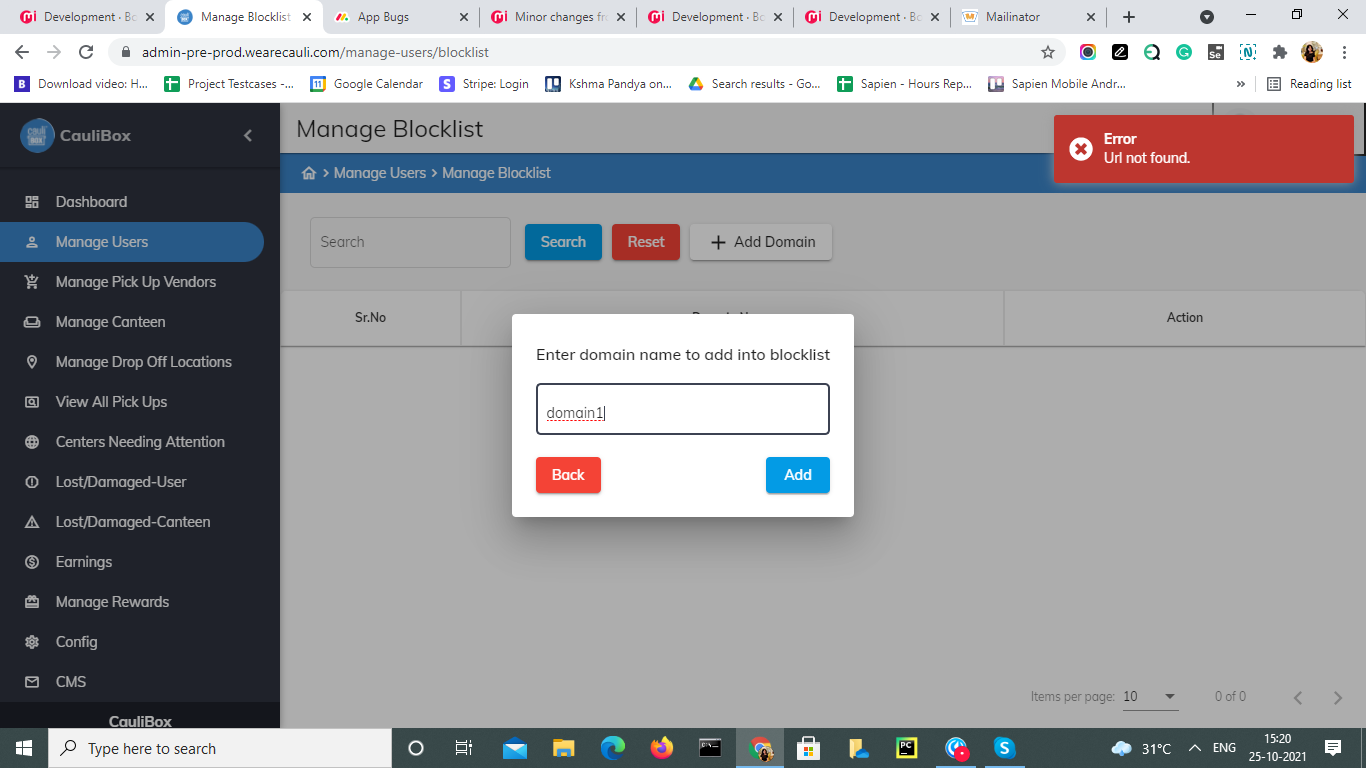 Development · Bo
Manage Blocklist
App Bugs
Minor changes fro
Development · Bo
Development · Bo
Mailinator
admin-pre-prod.wearecauli.com/manage-users/blocklist
Download video: H...
Project Testcases -...
Google Calendar
Stripe: Login
Kshma Pandya on...
Search results - Go...
Sapien - Hours Rep...
Sapien Mobile Andr...
»
Reading list
CauliBox
Manage Blocklist
Error
Url not found.
Manage Users
Manage Blocklist
Dashboard
Manage Users
Manage Pick Up Vendors
Manage Canteen
Manage Drop Off Locations
View All Pick Ups
Centers Needing Attention
Lost/Damaged-User
Lost/Damaged-Canteen
Earnings
Manage Rewards
Config
CMS
CauliBox
Search
Search
Reset
Add Domain
Sr.No
Action
Enter domain name to add into blocklist
domain1
Back
Add
Items per page:
10
0 of 0
Type here to search
31°C
ENG
15:20
25-10-2021